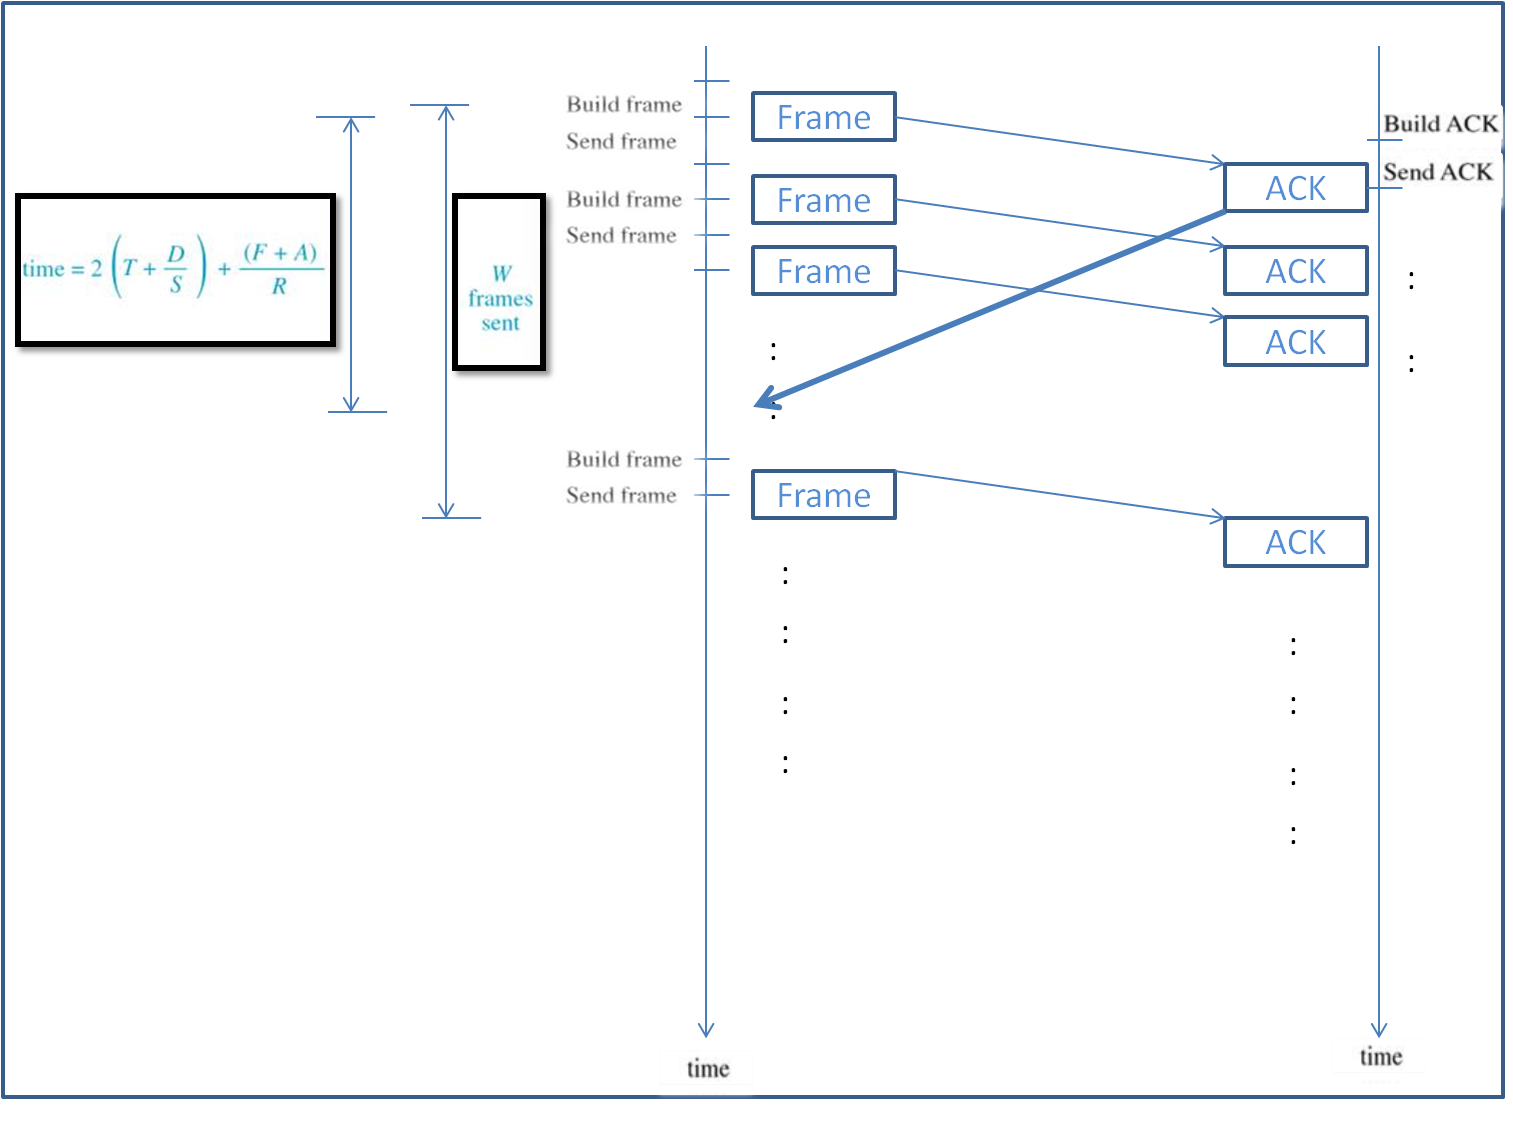 Build frame
Send frame
Build frame
Send frame
Build frame
Send frame
Frame
Frame
Frame
:
:
Frame
:
:
:
:
ACK
ACK
ACK
ACK
:
:
:
:
Build ACK
Send ACK
:
:
time = 2 (T + D/S) + (F + A)/R
W
frames
sent
time
time